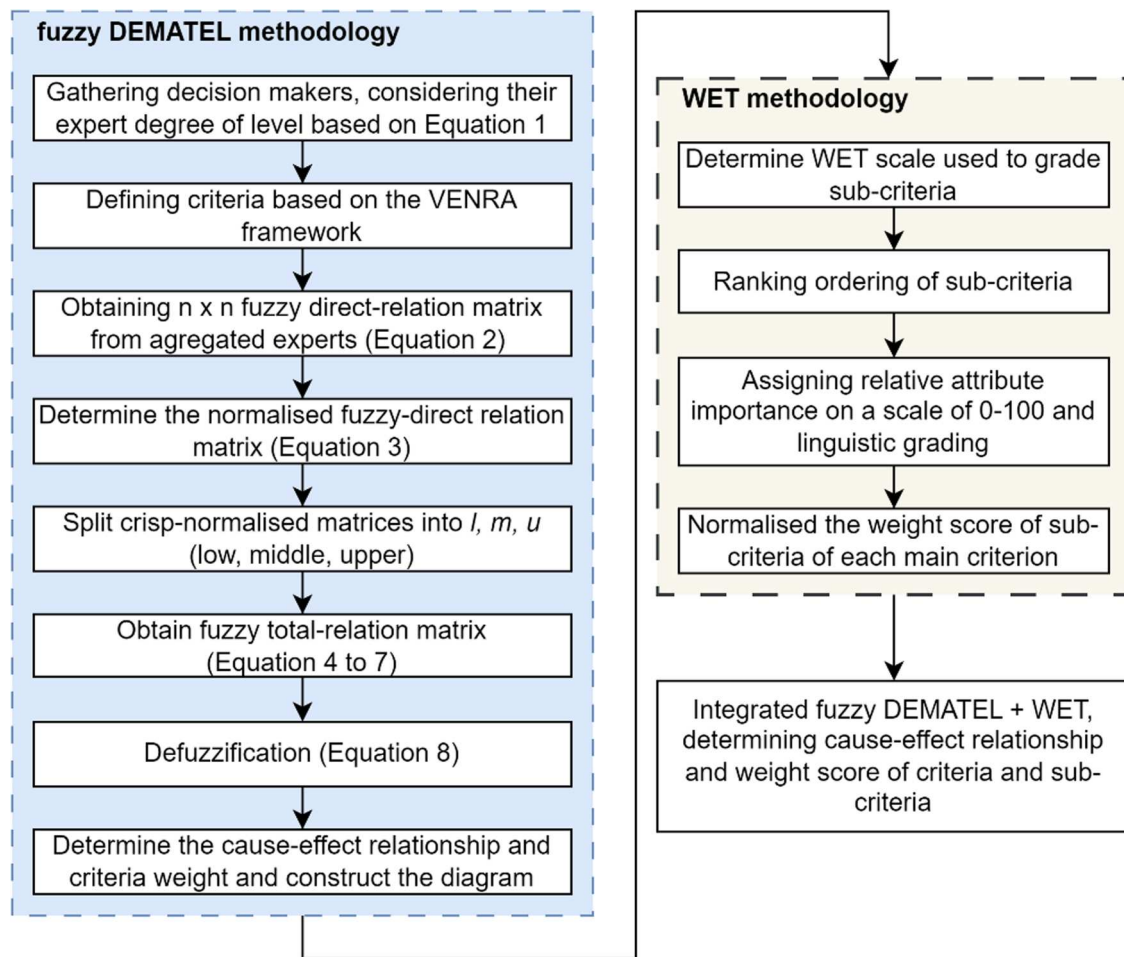 fuzzy DEMATEL methodology
Gathering decision makers, considering their
expert degree of level based on Equation 1
Defining criteria based on the VENRA
framework
Obtaining n x n fuzzy direct-relation matrix
from agregated experts (Equation 2)
Determine the normalised fuzzy-direct relation
matrix (Equation 3)
Split crisp-normalised matrices into l, m, u
(low, middle, upper)
Obtain fuzzy total-relation matrix
(Equation 4 to 7)
Defuzzification (Equation 8)
Determine the cause-effect relationship and
criteria weight and construct the diagram
WET methodology
Determine WET scale used to grade
sub-criteria
Ranking ordering of sub-criteria
Assigning relative attribute
importance on a scale of 0-100 and
linguistic grading
Normalised the weight score of sub-
criteria of each main criterion
Integrated fuzzy DEMATEL + WET,
determining cause-effect relationship
and weight score of criteria and sub-
criteria